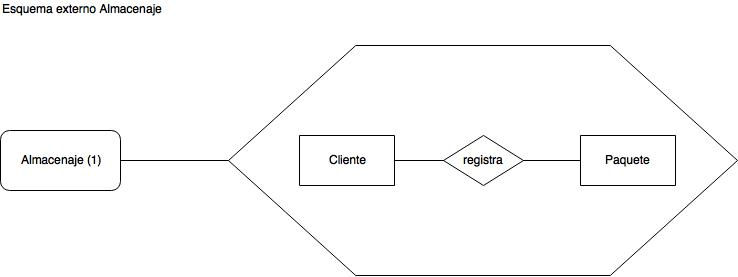 Esquema externo Almacenaje
Almacenaje (1)
Cliente
registra
Paquete